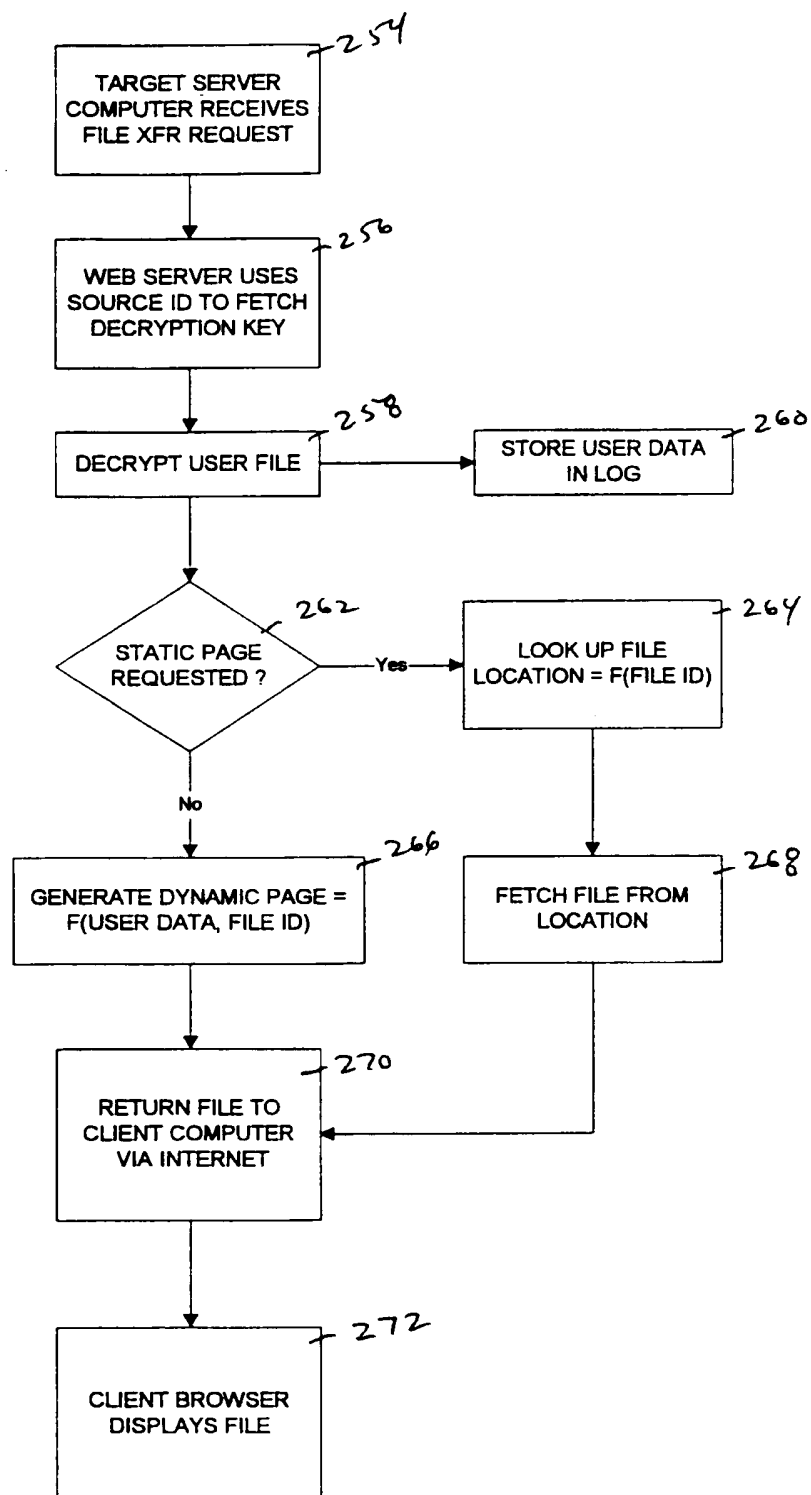 254
TARGET SERVER
COMPUTER RECEIVES
FILE XFR REQUEST
256
WEB SERVER USES
SOURCE ID TO FETCH
DECRYPTION KEY
258
DECRYPT USER FILE
260
STORE USER DATA
IN LOG
262
STATIC PAGE
REQUESTED ?
Yes
264
LOOK UP FILE
LOCATION = F(FILE ID)
No
266
GENERATE DYNAMIC PAGE =
F(USER DATA, FILE ID)
268
FETCH FILE FROM
LOCATION
270
RETURN FILE TO
CLIENT COMPUTER
VIA INTERNET
272
CLIENT BROWSER
DISPLAYS FILE